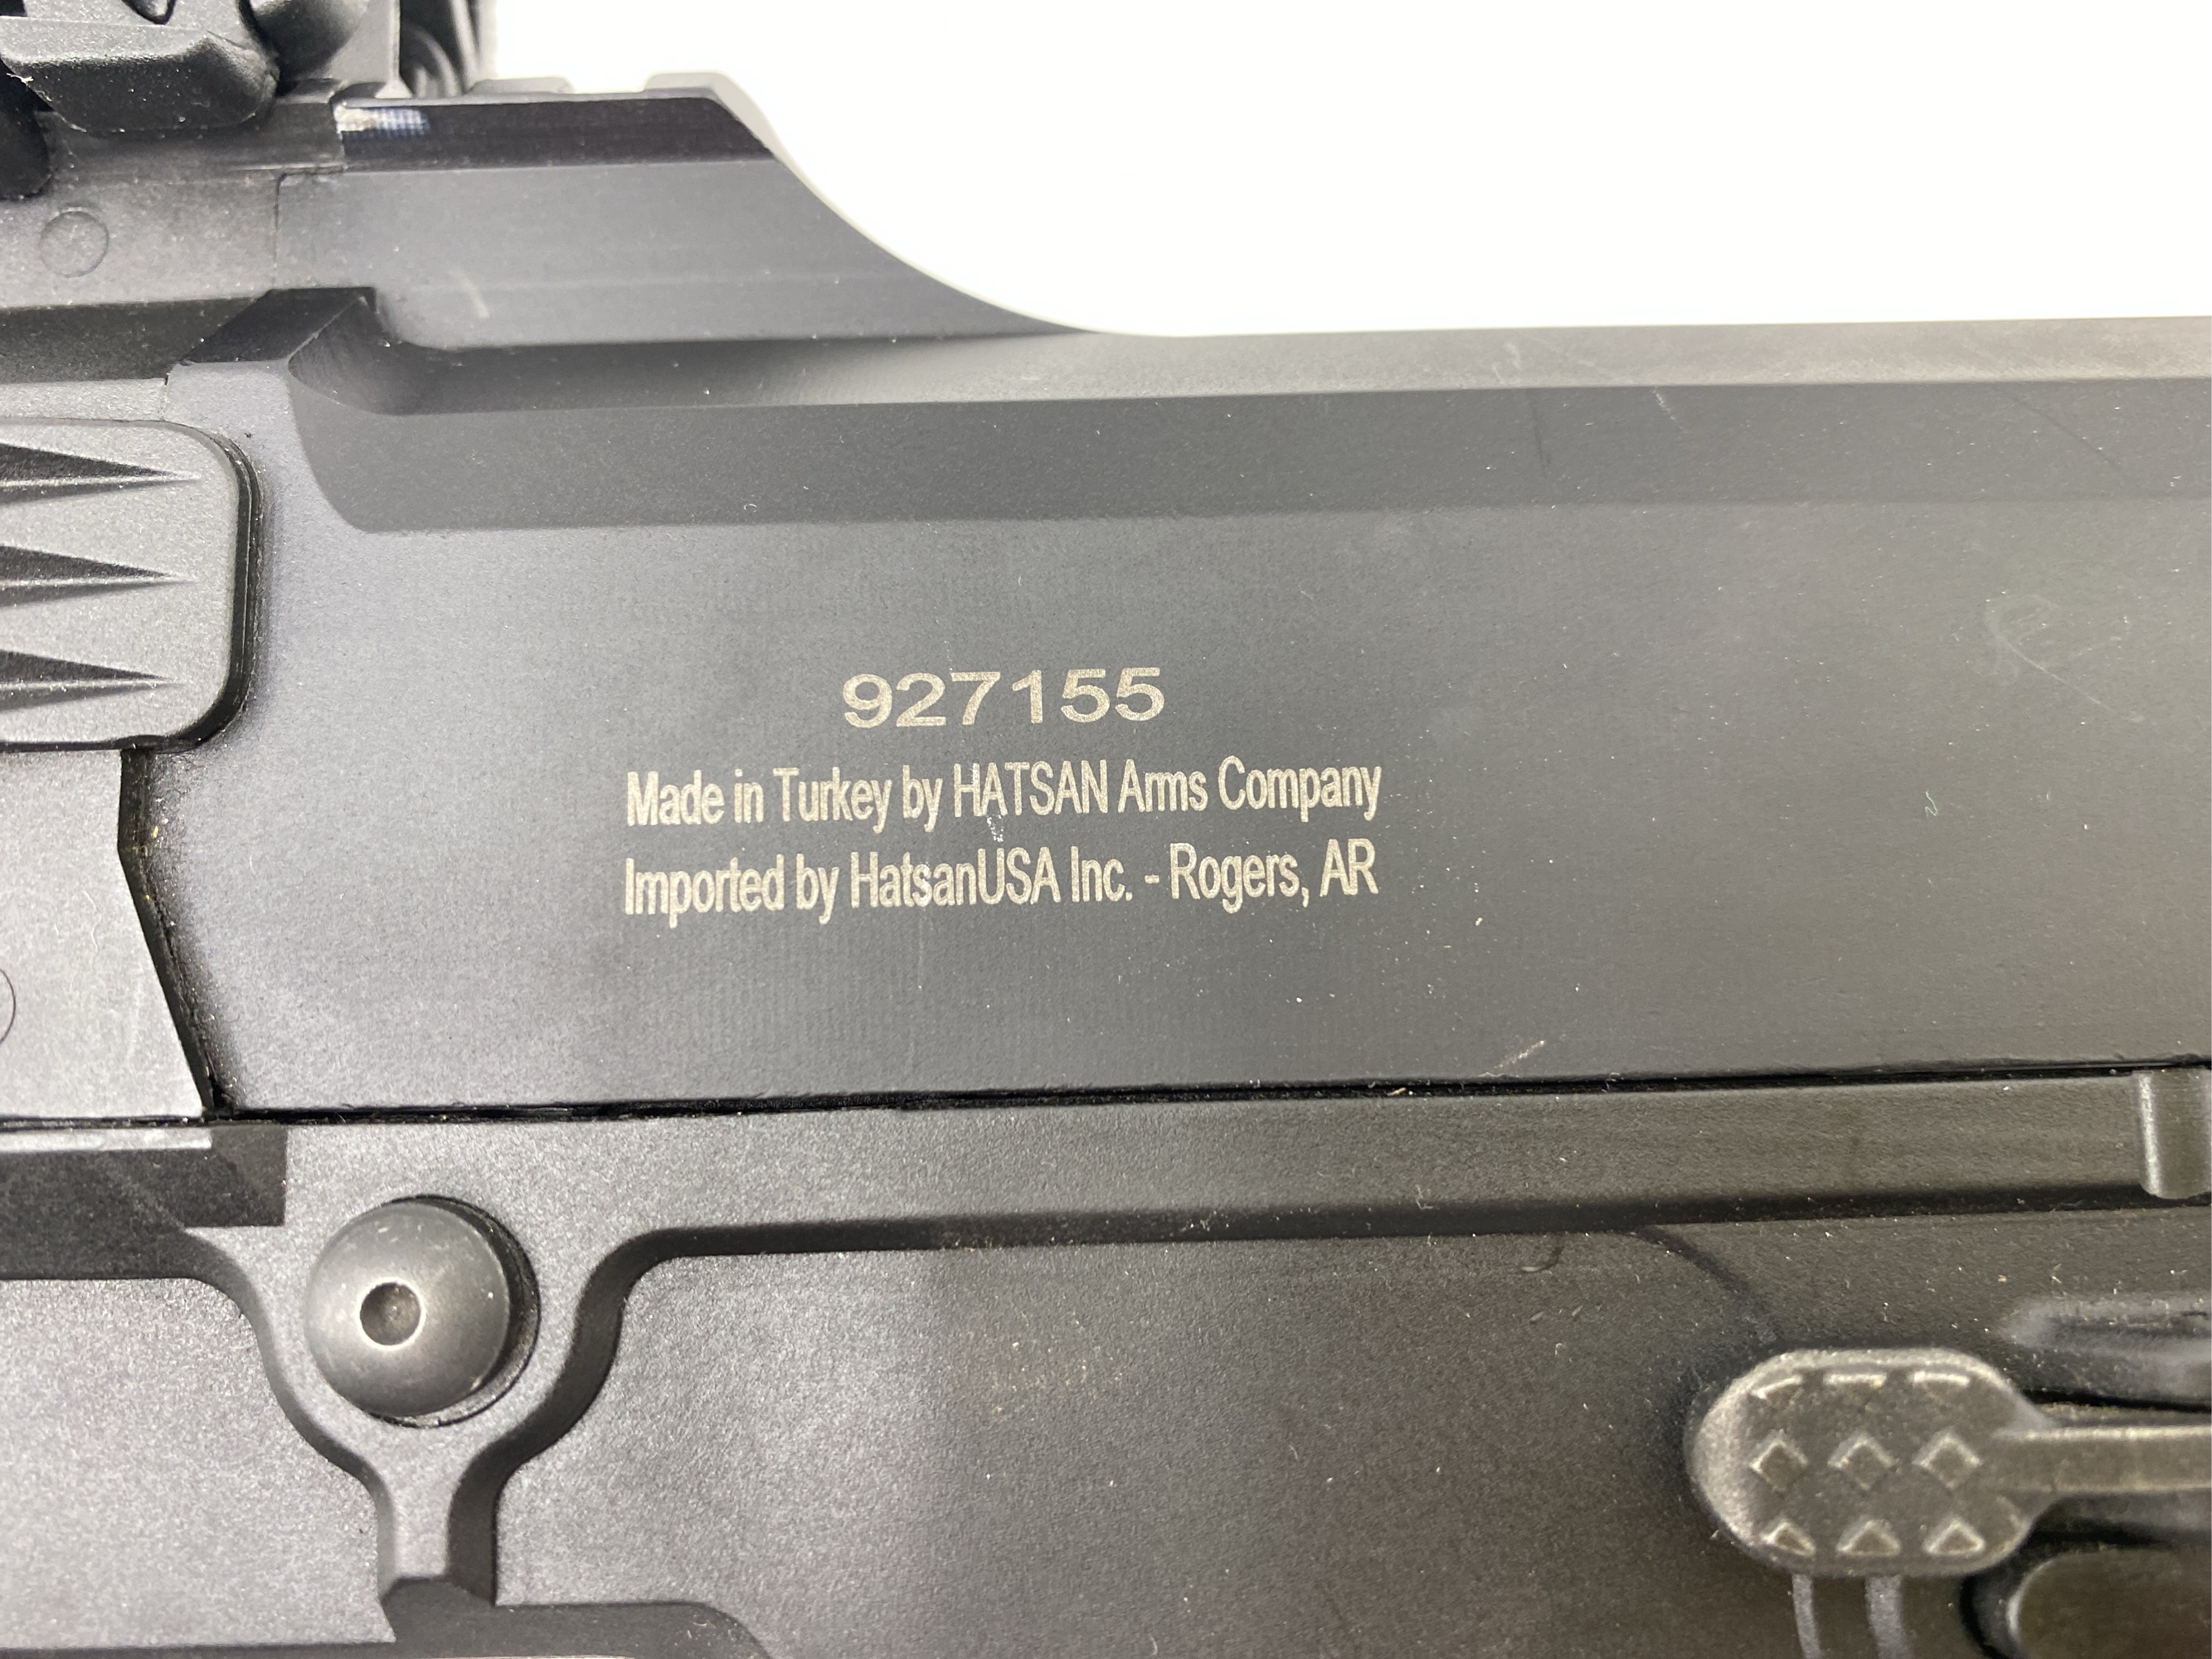 927155
Made in Turkey by HATSAN Arms Company
Imported by HatsanUSA Inc. - Rogers, AR